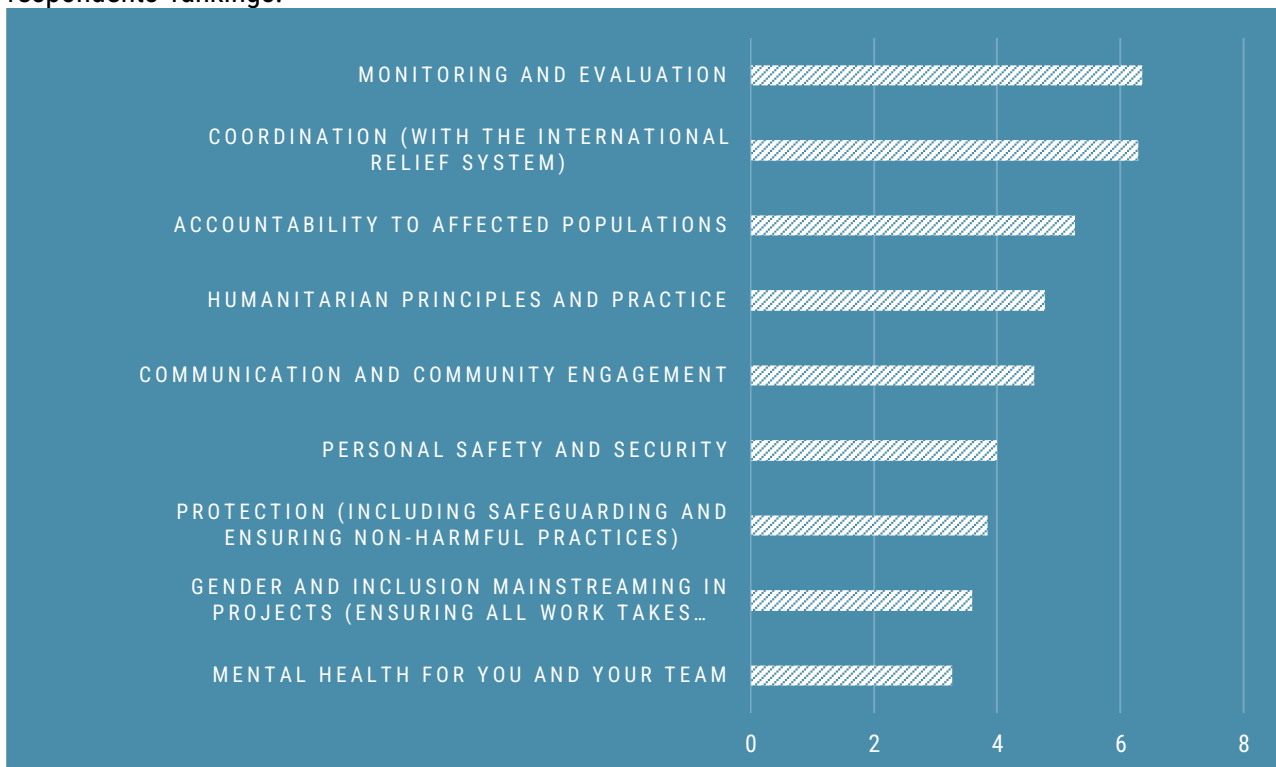 respondents' rankings.
MONITORING AND EVALUATION
COORDINATION (WITH THE INTERNATIONAL
RELIEF SYSTEM)
ACCOUNTABILITY TO AFFECTED POPULATIONS
HUMANITARIAN PRINCIPLES AND PRACTICE
COMMUNICATION AND COMMUNITY ENGAGEMENT
PERSONAL SAFETY AND SECURITY
PROTECTION (INCLUDING SAFEGUARDING AND
ENSURING NON-HARMFUL PRACTICES)
GENDER AND INCLUSION MAINSTREAMING IN
PROJECTS (ENSURING ALL WORK TAKES…
MENTAL HEALTH FOR YOU AND YOUR TEAM
0 2 4 6 8